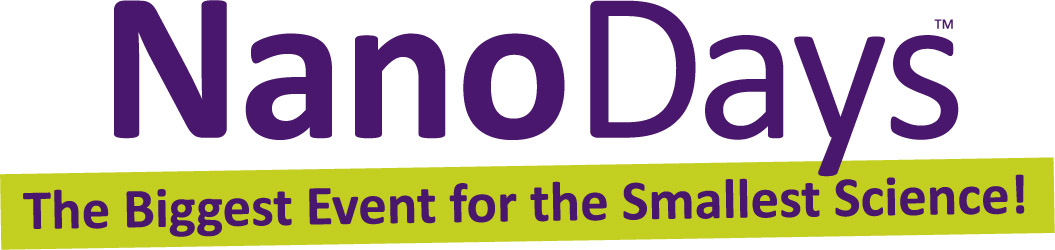 NanoDays™
The Biggest Event for the Smallest Science!